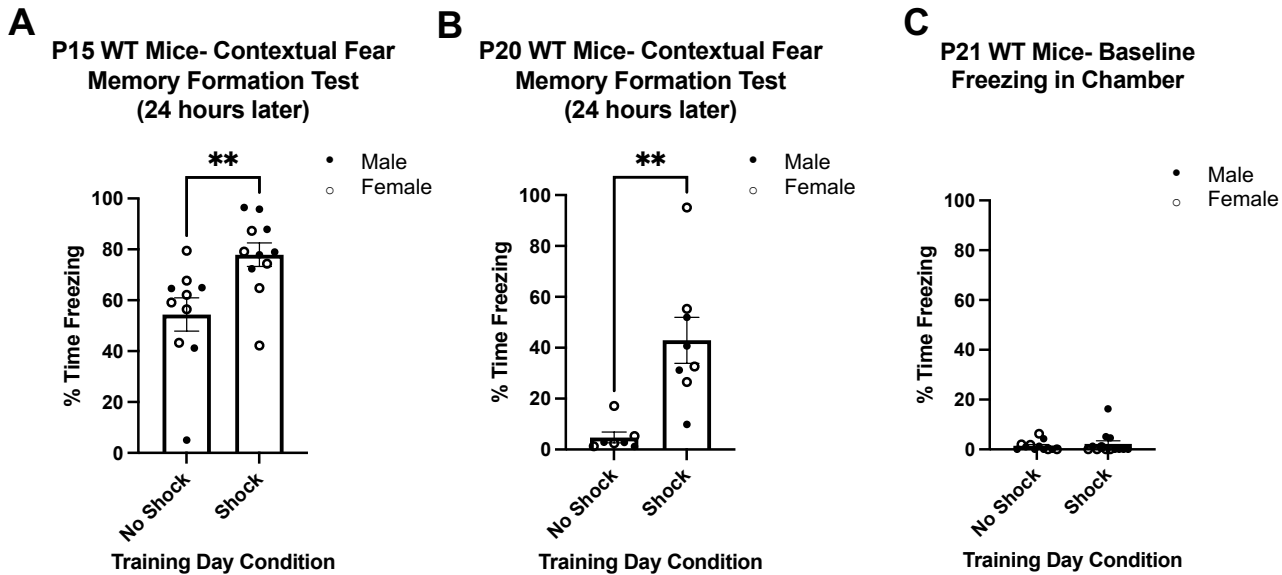 A
P15 WT Mice- Contextual Fear
Memory Formation Test
(24 hours later)
**
Male
Female
100
80
60
40
20
0
% Time Freezing
No Shock
Shock
Training Day Condition
B
P20 WT Mice- Contextual Fear
Memory Formation Test
(24 hours later)
**
Male
Female
100
80
60
40
20
0
% Time Freezing
No Shock
Shock
Training Day Condition
C
P21 WT Mice- Baseline
Freezing in Chamber
Male
Female
100
80
60
40
20
0
% Time Freezing
No Shock
Shock
Training Day Condition